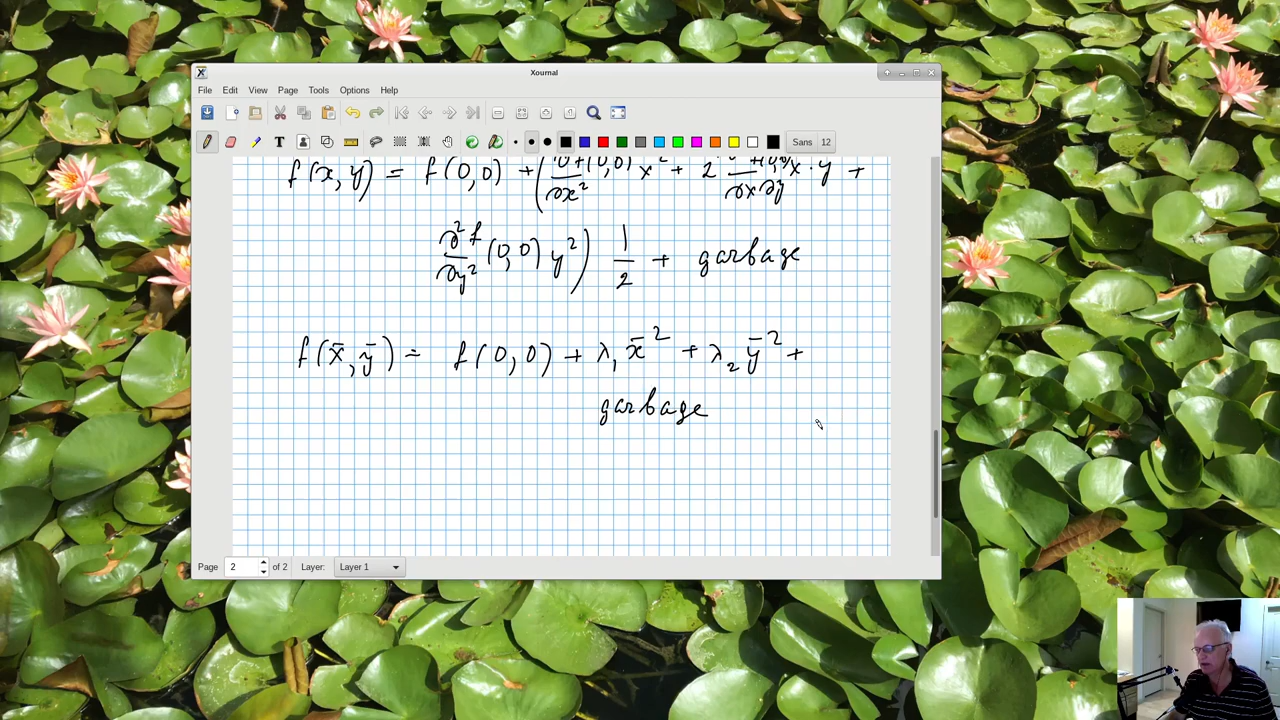 Xournal
File Edit View Page Tools Options Help
Sans 12
f(x, y) = f(0,0) + (∂²f(0,0)/∂x² x² + 2 ∂²f(0,0)/∂x∂y x·y +
∂²f/∂y² (0,0) y²) 1/2 + garbage
f(x̄, ȳ) = f(0,0) + λ₁ x̄² + λ₂ ȳ² +
garbage
Page 2 of 2 Layer: Layer 1